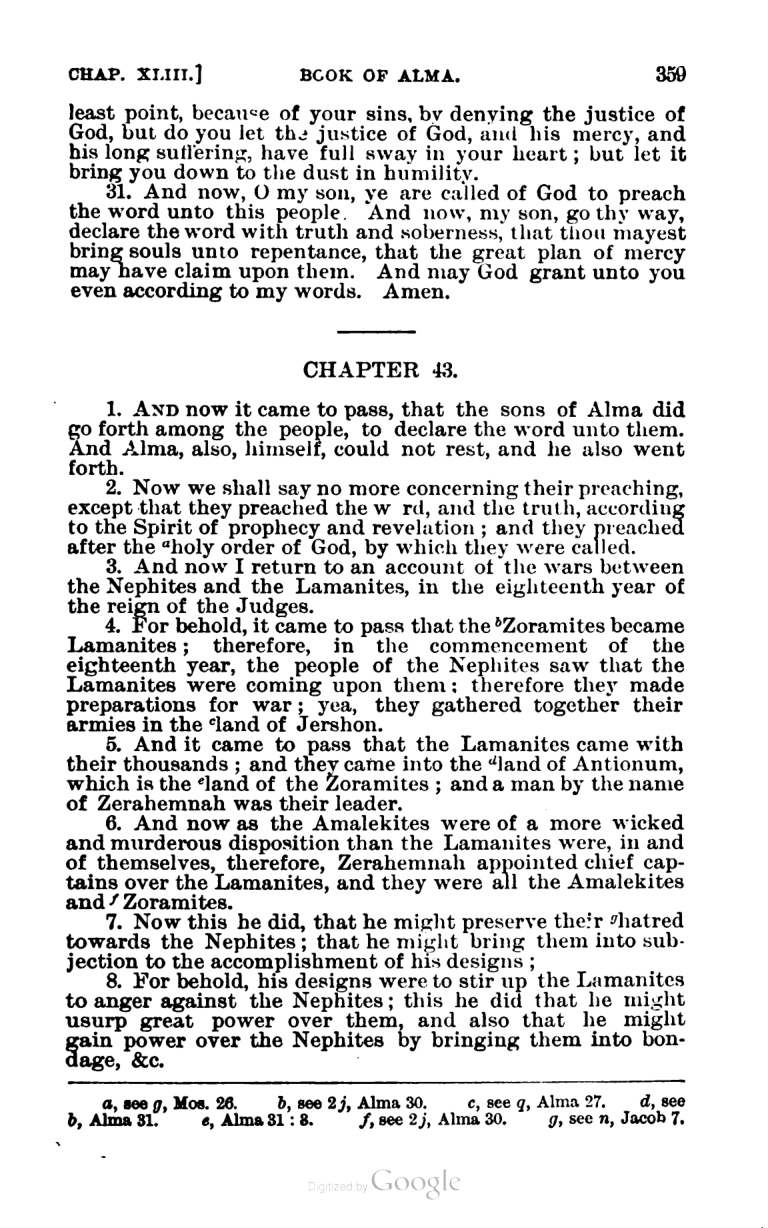 CHAP. XLIII.] BOOK OF ALMA. 359
least point, because of your sins, by denying the justice of
God, but do you let the justice of God, and his mercy, and
his long suffering, have full sway in your heart; but let it
bring you down to the dust in humility.
31. And now, O my son, ye are called of God to preach
the word unto this people. And now, my son, go thy way,
declare the word with truth and soberness, that thou mayest
bring souls unto repentance, that the great plan of mercy
may have claim upon them. And may God grant unto you
even according to my words. Amen.
CHAPTER 43.
1. AND now it came to pass, that the sons of Alma did
go forth among the people, to declare the word unto them.
And Alma, also, himself, could not rest, and he also went
forth.
2. Now we shall say no more concerning their preaching,
except that they preached the w rd, and the truth, according
to the Spirit of prophecy and revelation; and they preached
after the ᵃholy order of God, by which they were called.
3. And now I return to an account of the wars between
the Nephites and the Lamanites, in the eighteenth year of
the reign of the Judges.
4. For behold, it came to pass that the ᵇZoramites became
Lamanites; therefore, in the commencement of the
eighteenth year, the people of the Nephites saw that the
Lamanites were coming upon them; therefore they made
preparations for war; yea, they gathered together their
armies in the ᶜland of Jershon.
5. And it came to pass that the Lamanites came with
their thousands; and they came into the ᵈland of Antionum,
which is the ᵉland of the Zoramites; and a man by the name
of Zerahemnah was their leader.
6. And now as the Amalekites were of a more wicked
and murderous disposition than the Lamanites were, in and
of themselves, therefore, Zerahemnah appointed chief cap-
tains over the Lamanites, and they were all the Amalekites
and ᶠZoramites.
7. Now this he did, that he might preserve their ᵍhatred
towards the Nephites; that he might bring them into sub-
jection to the accomplishment of his designs;
8. For behold, his designs were to stir up the Lamanites
to anger against the Nephites; this he did that he might
usurp great power over them, and also that he might
gain power over the Nephites by bringing them into bon-
dage, &c.
a, see g, Mos. 26. b, see 2j, Alma 30. c, see q, Alma 27. d, see
b, Alma 31. e, Alma 31:8. f, see 2j, Alma 30. g, see n, Jacob 7.
Digitized by Google